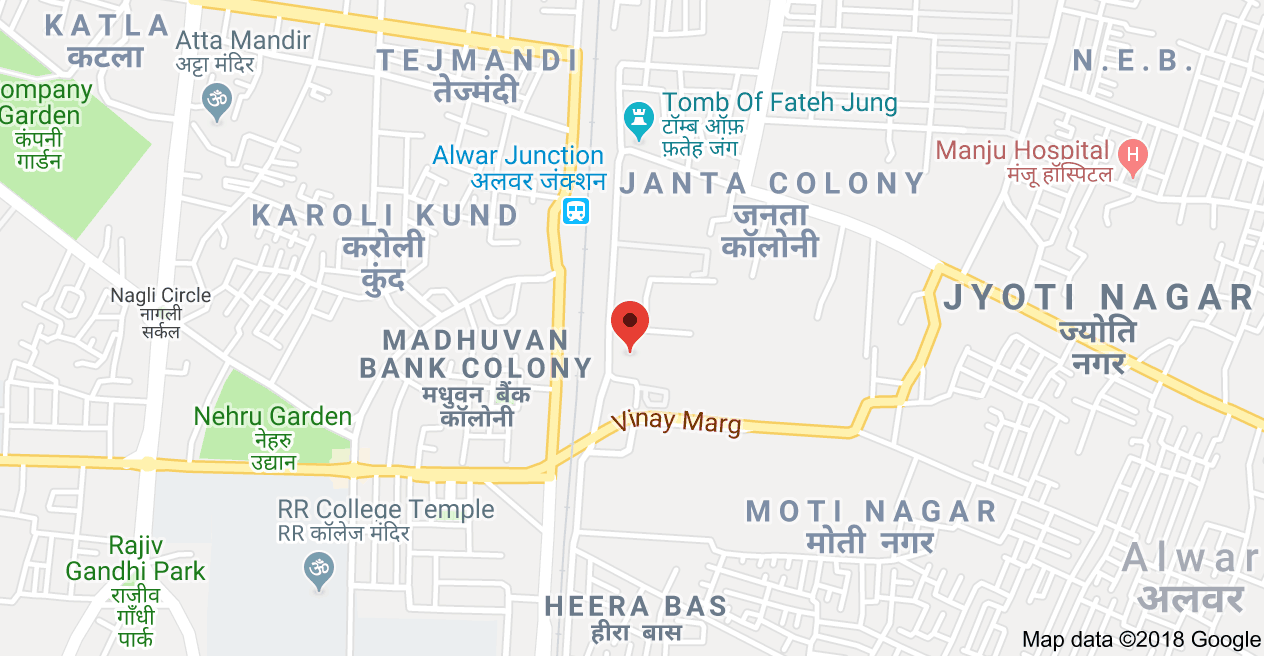 KATLA
कटला
Atta Mandir
अट्टा मंदिर
TEJMANDI
तेज्मंदी
N.E.B.
ompany
Garden
कंपनी
गार्डन
Tomb Of Fateh Jung
टॉम्ब ऑफ़
फ़तेह जंग
Alwar Junction
अलवर जंक्शन
Manju Hospital
मंजू हॉस्पिटल
JANTA COLONY
जनता
कॉलोनी
KAROLI KUND
करोली
कुंद
Nagli Circle
नागली
सर्कल
JYOTI NAGAR
ज्योति
नगर
MADHUVAN
BANK COLONY
मधुवन बैंक
कॉलोनी
Nehru Garden
नेहरु
उद्यान
Vinay Marg
RR College Temple
RR कॉलेज मंदिर
MOTI NAGAR
मोती नगर
Rajiv
Gandhi Park
राजीव
गाँधी
पार्क
Alwar
अलवर
HEERA BAS
हीरा बास
Map data ©2018 Google